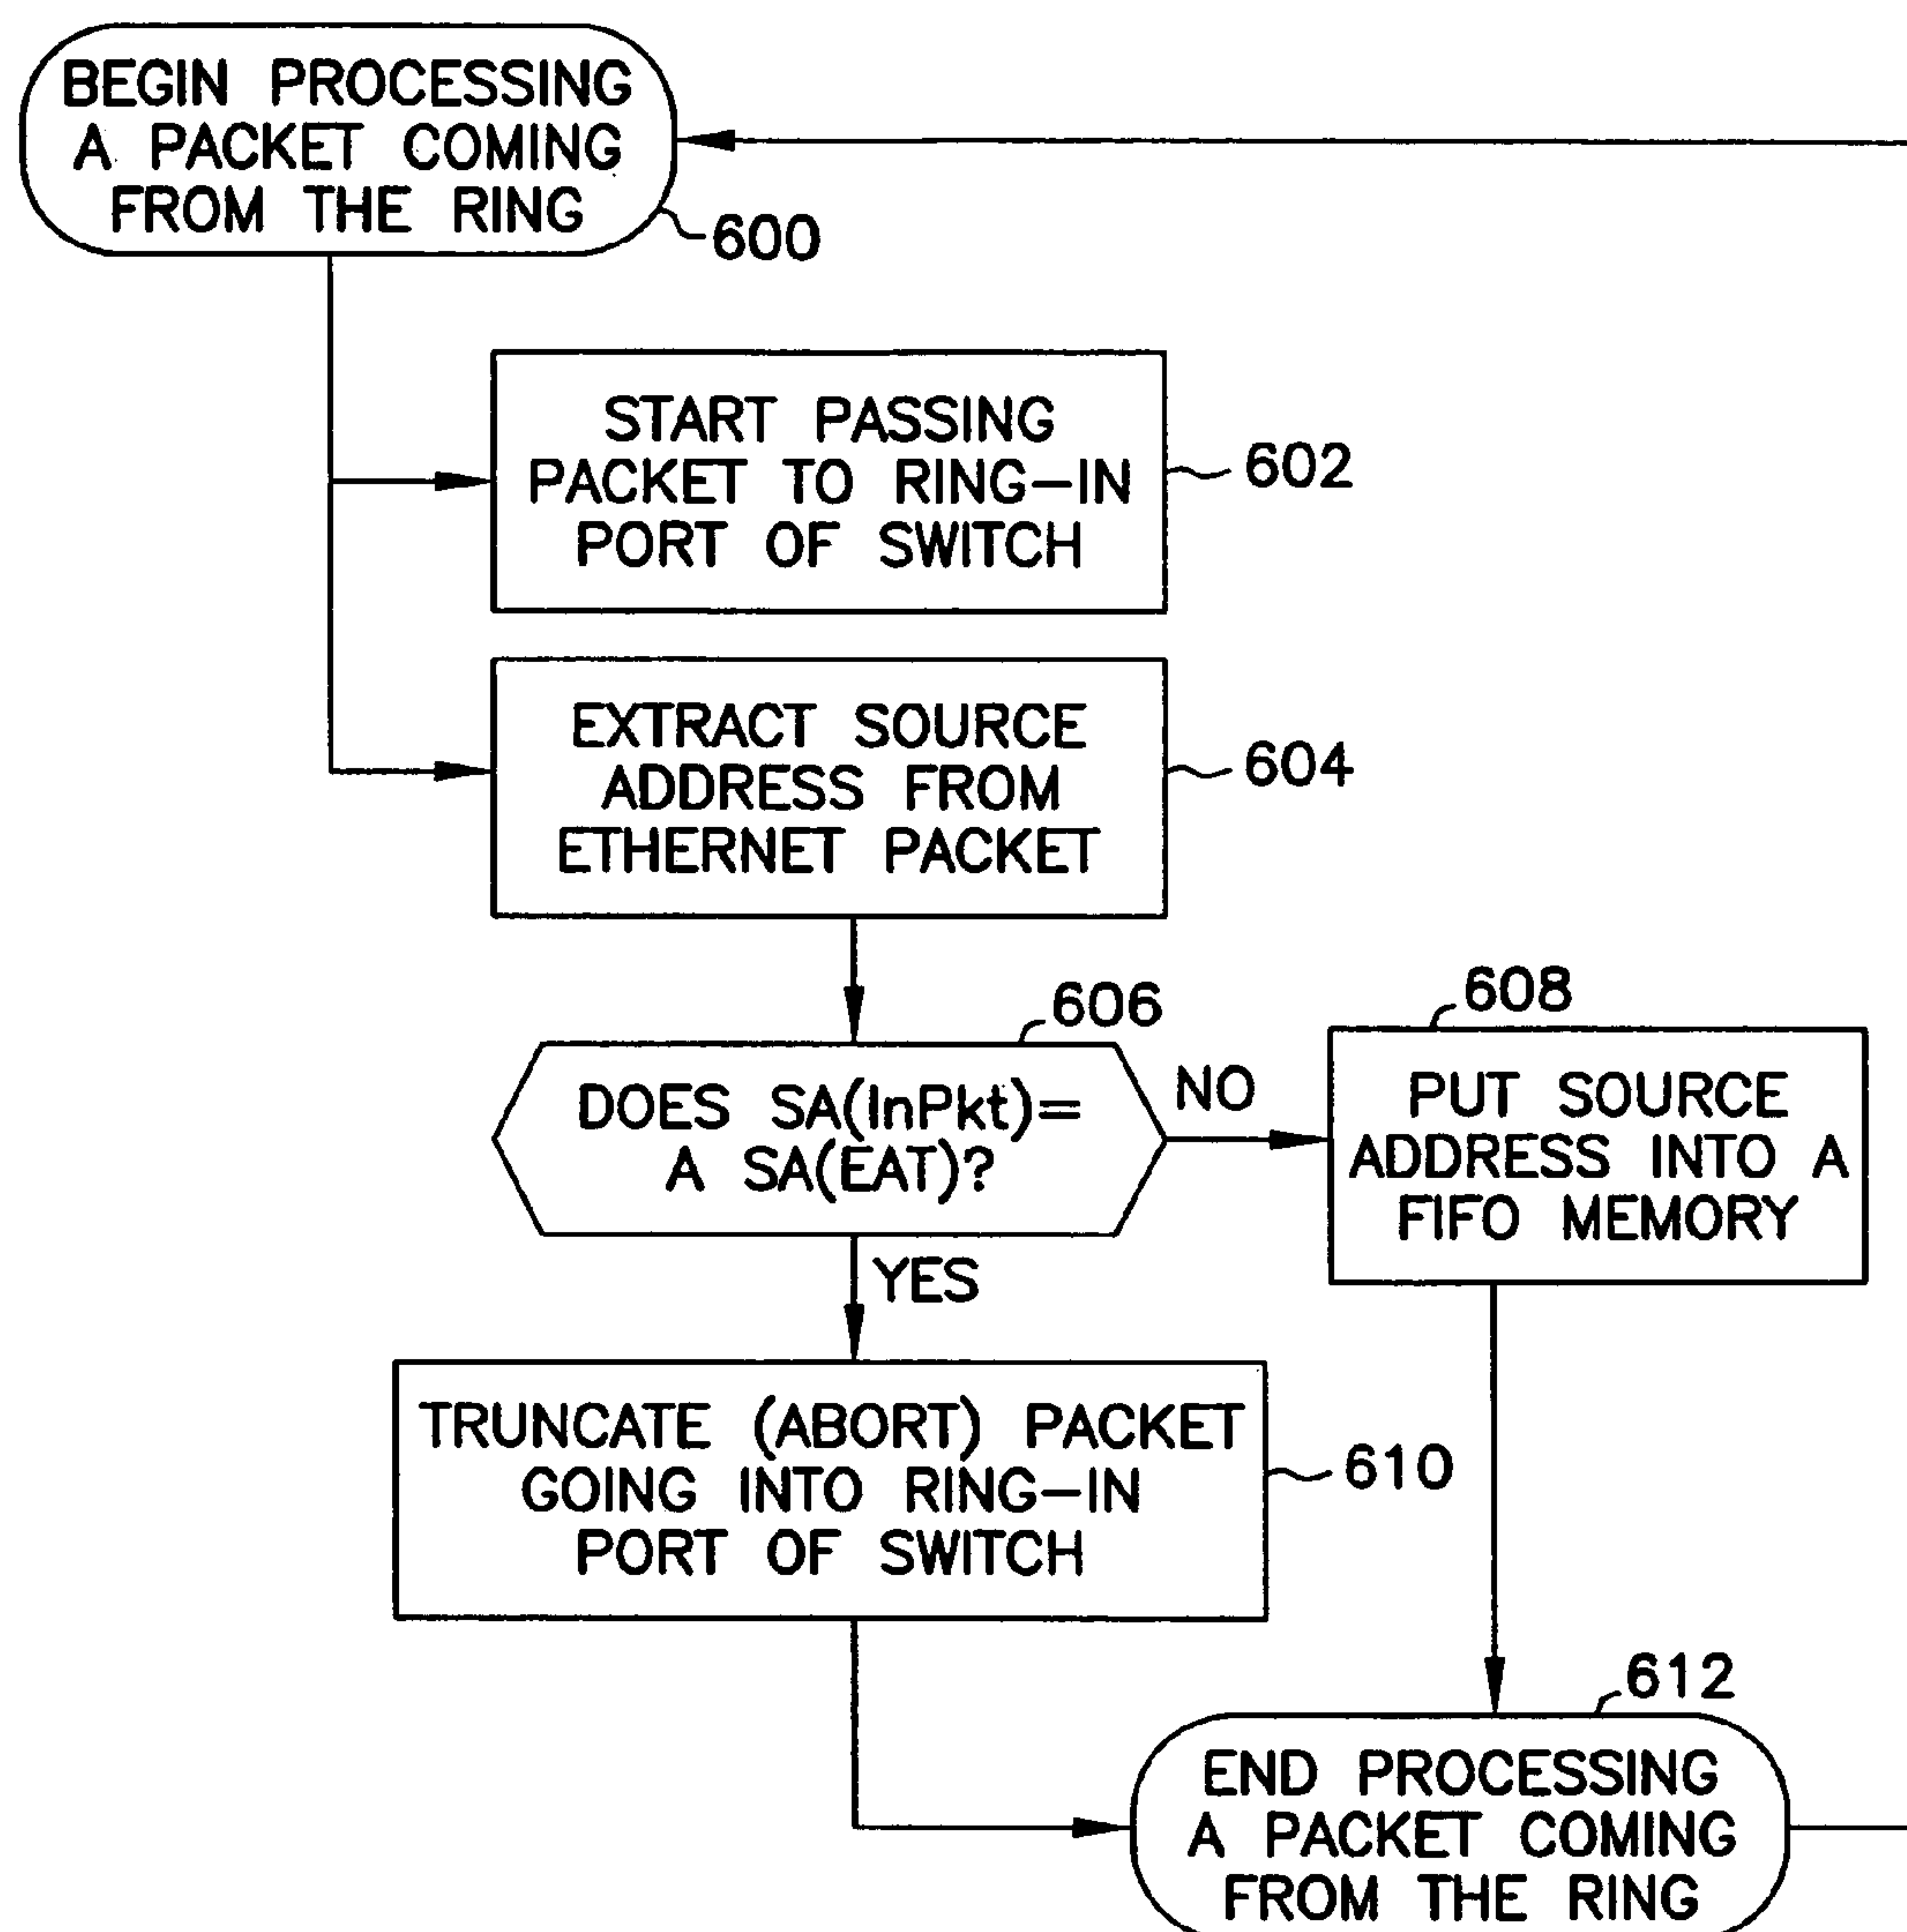 BEGIN PROCESSING
A PACKET COMING
FROM THE RING
600
START PASSING
PACKET TO RING-IN
PORT OF SWITCH
602
EXTRACT SOURCE
ADDRESS FROM
ETHERNET PACKET
604
606
DOES SA(InPkt)=
A SA(EAT)?
NO
608
PUT SOURCE
ADDRESS INTO A
FIFO MEMORY
YES
TRUNCATE (ABORT) PACKET
GOING INTO RING-IN
PORT OF SWITCH
610
612
END PROCESSING
A PACKET COMING
FROM THE RING